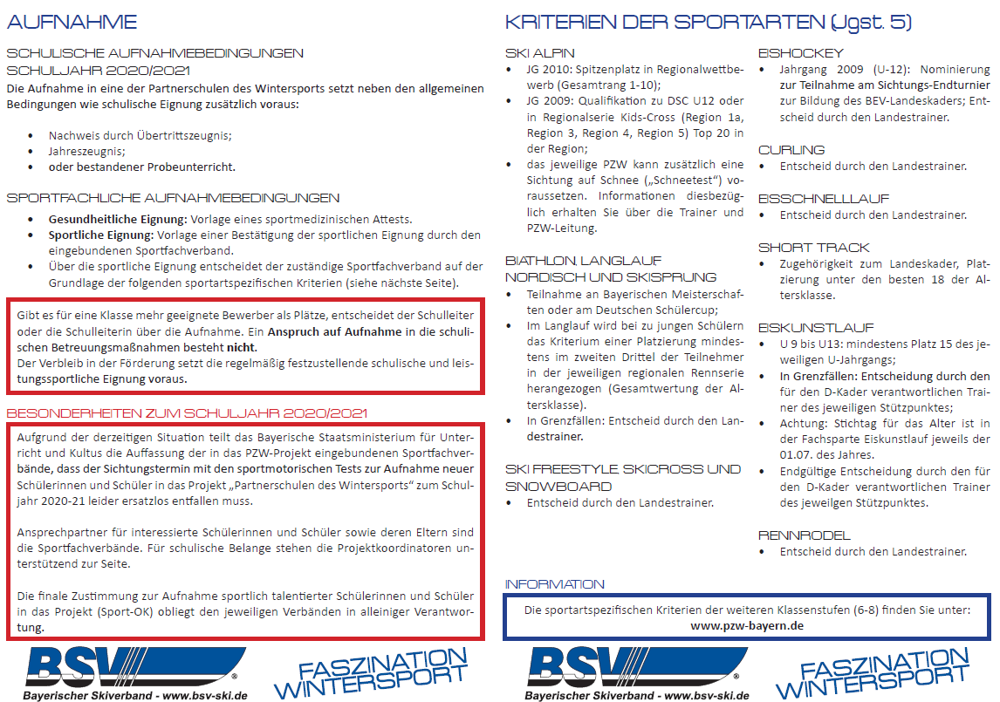 AUFNAHME
SCHULISCHE AUFNAHMEBEDINGUNGEN
SCHULJAHR 2020/2021
Die Aufnahme in eine der Partnerschulen des Wintersports setzt neben den allgemeinen
Bedingungen wie schulische Eignung zusätzlich voraus:
• Nachweis durch Übertrittszeugnis;
• Jahreszeugnis;
• oder bestandener Probeunterricht.
SPORTFACHLICHE AUFNAHMEBEDINGUNGEN
• Gesundheitliche Eignung: Vorlage eines sportmedizinischen Attests.
• Sportliche Eignung: Vorlage einer Bestätigung der sportlichen Eignung durch den
eingebundenen Sportfachverband.
• Über die sportliche Eignung entscheidet der zuständige Sportfachverband auf der
Grundlage der folgenden sportartspezifischen Kriterien (siehe nächste Seite).
Gibt es für eine Klasse mehr geeignete Bewerber als Plätze, entscheidet der Schulleiter
oder die Schulleiterin über die Aufnahme. Ein Anspruch auf Aufnahme in die schuli-
schen Betreuungsmaßnahmen besteht nicht.
Der Verbleib in der Förderung setzt die regelmäßig festzustellende schulische und leis-
tungssportliche Eignung voraus.
BESONDERHEITEN ZUM SCHULJAHR 2020/2021
Aufgrund der derzeitigen Situation teilt das Bayerische Staatsministerium für Unter-
richt und Kultus die Auffassung der in das PZW-Projekt eingebundenen Sportfachver-
bände, dass der Sichtungstermin mit den sportmotorischen Tests zur Aufnahme neuer
Schülerinnen und Schüler in das Projekt „Partnerschulen des Wintersports“ zum Schul-
jahr 2020-21 leider ersatzlos entfallen muss.
Ansprechpartner für interessierte Schülerinnen und Schüler sowie deren Eltern sind
die Sportfachverbände. Für schulische Belange stehen die Projektkoordinatoren un-
terstützend zur Seite.
Die finale Zustimmung zur Aufnahme sportlich talentierter Schülerinnen und Schüler
in das Projekt (Sport-OK) obliegt den jeweiligen Verbänden in alleiniger Verantwor-
tung.
BSV®
Bayerischer Skiverband - www.bsv-ski.de
FASZINATION
WINTERSPORT
KRITERIEN DER SPORTARTEN (Jgst. 5)
SKI ALPIN
• JG 2010: Spitzenplatz in Regionalwettbe-
werb (Gesamtrang 1-10);
• JG 2009: Qualifikation zu DSC U12 oder
in Regionalserie Kids-Cross (Region 1a,
Region 3, Region 4, Region 5) Top 20 in
der Region;
• das jeweilige PZW kann zusätzlich eine
Sichtung auf Schnee („Schneetest“) vo-
raussetzen. Informationen diesbezüg-
lich erhalten Sie über die Trainer und
PZW-Leitung.
BIATHLON, LANGLAUF
NORDISCH UND SKISPRUNG
• Teilnahme an Bayerischen Meisterschaf-
ten oder am Deutschen Schülercup;
• Im Langlauf wird bei zu jungen Schülern
das Kriterium einer Platzierung mindes-
tens im zweiten Drittel der Teilnehmer
in der jeweiligen regionalen Rennserie
herangezogen (Gesamtwertung der Al-
tersklasse).
• In Grenzfällen: Entscheid durch den Lan-
destrainer.
SKI FREESTYLE, SKICROSS UND
SNOWBOARD
• Entscheid durch den Landestrainer.
EISHOCKEY
• Jahrgang 2009 (U-12): Nominierung
zur Teilnahme am Sichtungs-Endturnier
zur Bildung des BEV-Landeskaders; Ent-
scheid durch den Landestrainer.
CURLING
• Entscheid durch den Landestrainer.
EISSCHNELLLAUF
• Entscheid durch den Landestrainer.
SHORT TRACK
• Zugehörigkeit zum Landeskader, Plat-
zierung unter den besten 18 der Al-
tersklasse.
EISKUNSTLAUF
• U 9 bis U13: mindestens Platz 15 des je-
weiligen U-Jahrgangs;
• In Grenzfällen: Entscheidung durch den
für den D-Kader verantwortlichen Trai-
ner des jeweiligen Stützpunktes;
• Achtung: Stichtag für das Alter ist in
der Fachsparte Eiskunstlauf jeweils der
01.07. des Jahres.
• Endgültige Entscheidung durch den für
den D-Kader verantwortlichen Trainer
des jeweilgen Stützpunktes.
RENNRODEL
• Entscheid durch den Landestrainer.
INFORMATION
Die sportartspezifischen Kriterien der weiteren Klassenstufen (6-8) finden Sie unter:
www.pzw-bayern.de
BSV®
Bayerischer Skiverband - www.bsv-ski.de
FASZINATION
WINTERSPORT